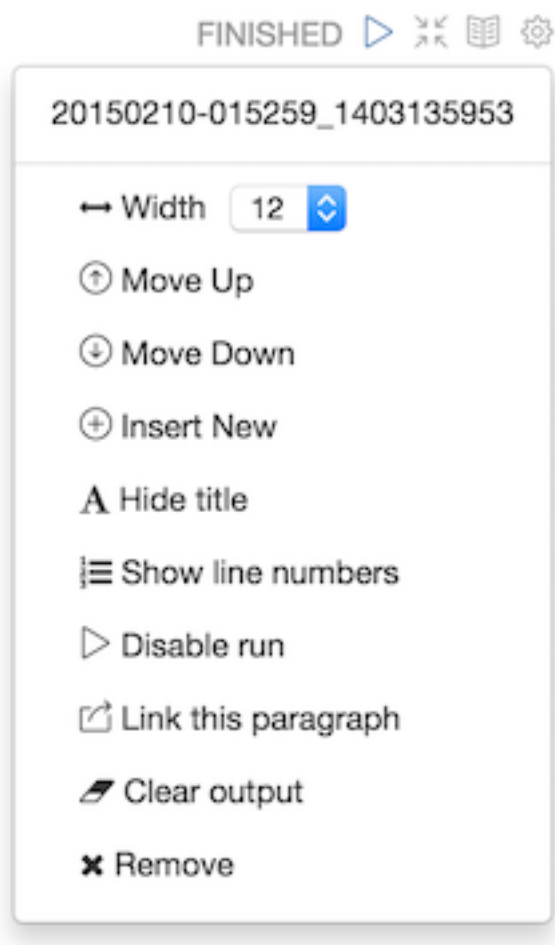 FINISHED
20150210-015259_1403135953
Width 12
Move Up
Move Down
Insert New
Hide title
Show line numbers
Disable run
Link this paragraph
Clear output
Remove